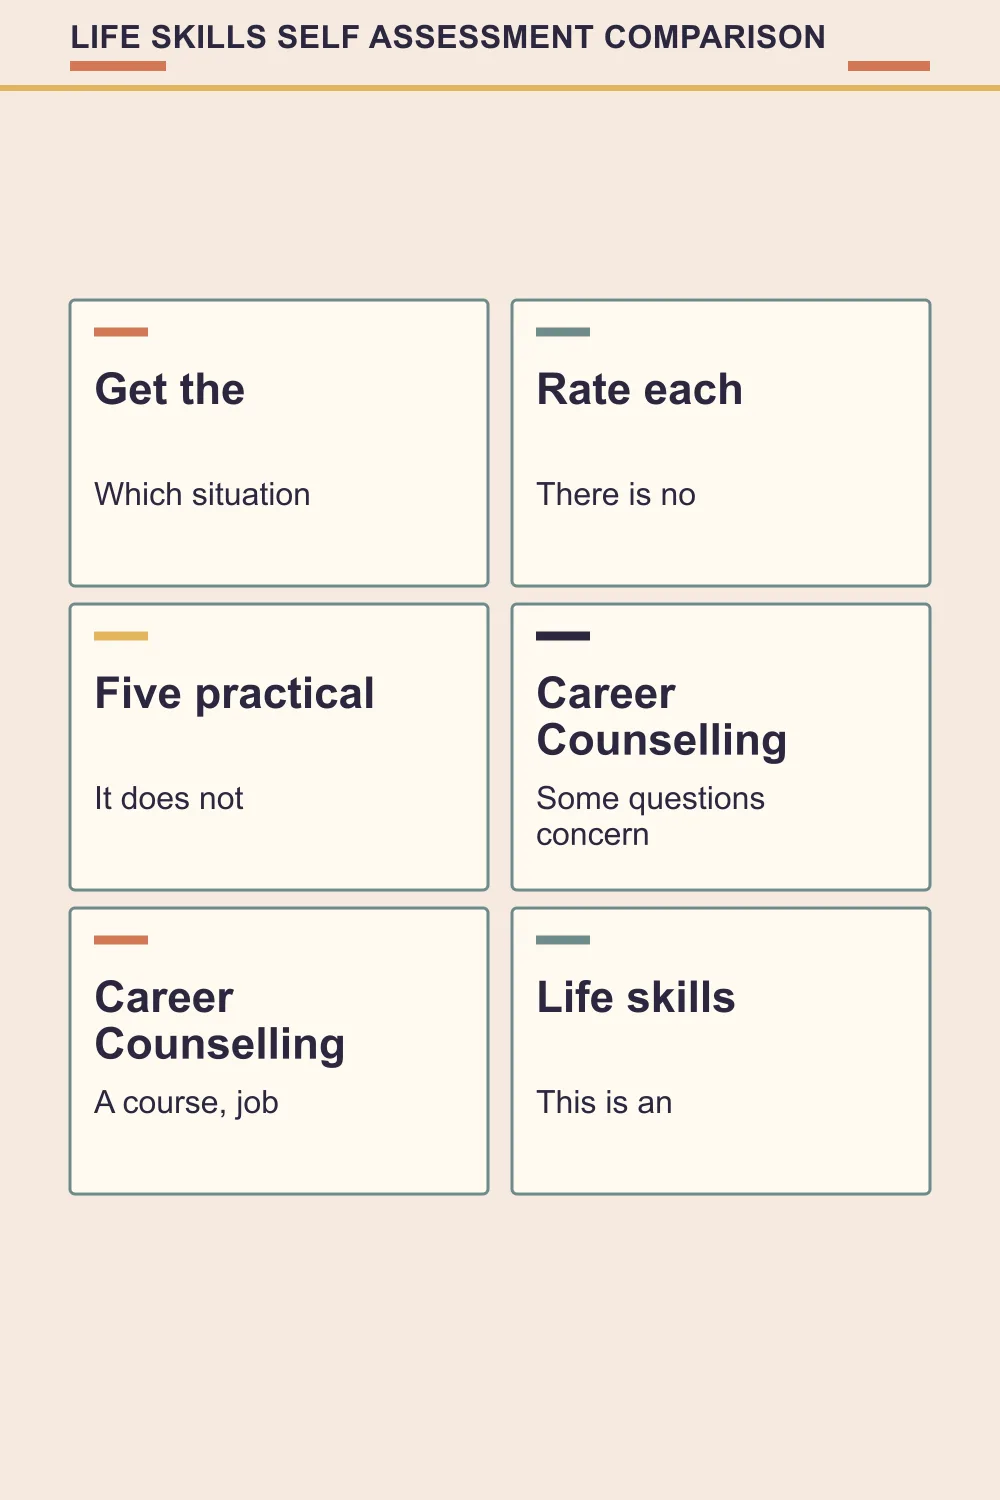 LIFE SKILLS SELF ASSESSMENT COMPARISON
Get the
Which situation
Rate each
There is no
Five practical
It does not
Career
Counselling
Some questions
concern
Career
Counselling
A course, job
Life skills
This is an